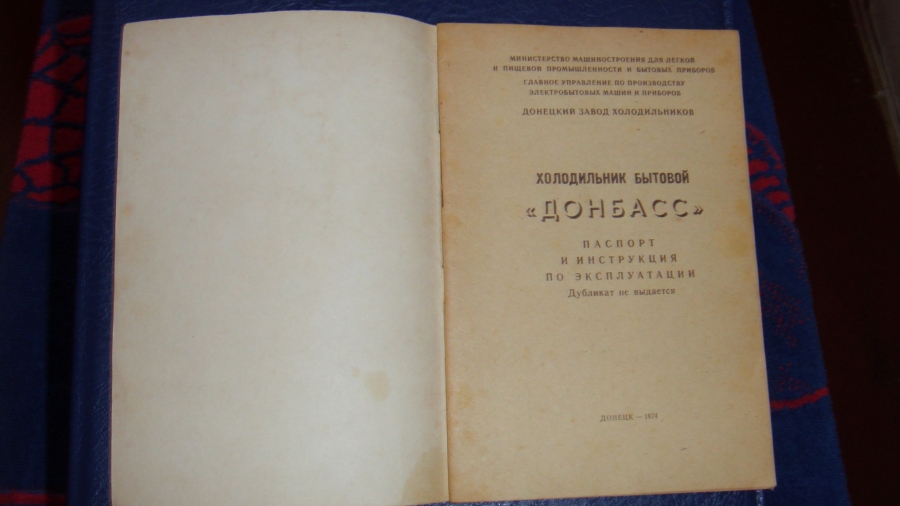 МИНИСТЕРСТВО МАШИНОСТРОЕНИЯ ДЛЯ ЛЕГКОЙ
И ПИЩЕВОЙ ПРОМЫШЛЕННОСТИ И БЫТОВЫХ ПРИБОРОВ
ГЛАВНОЕ УПРАВЛЕНИЕ ПО ПРОИЗВОДСТВУ
ЭЛЕКТРОБЫТОВЫХ МАШИН И ПРИБОРОВ
ДОНЕЦКИЙ ЗАВОД ХОЛОДИЛЬНИКОВ
ХОЛОДИЛЬНИК БЫТОВОЙ
«ДОНБАСС»
ПАСПОРТ
И ИНСТРУКЦИЯ
ПО ЭКСПЛУАТАЦИИ
Дубликат не выдается
ДОНЕЦК —